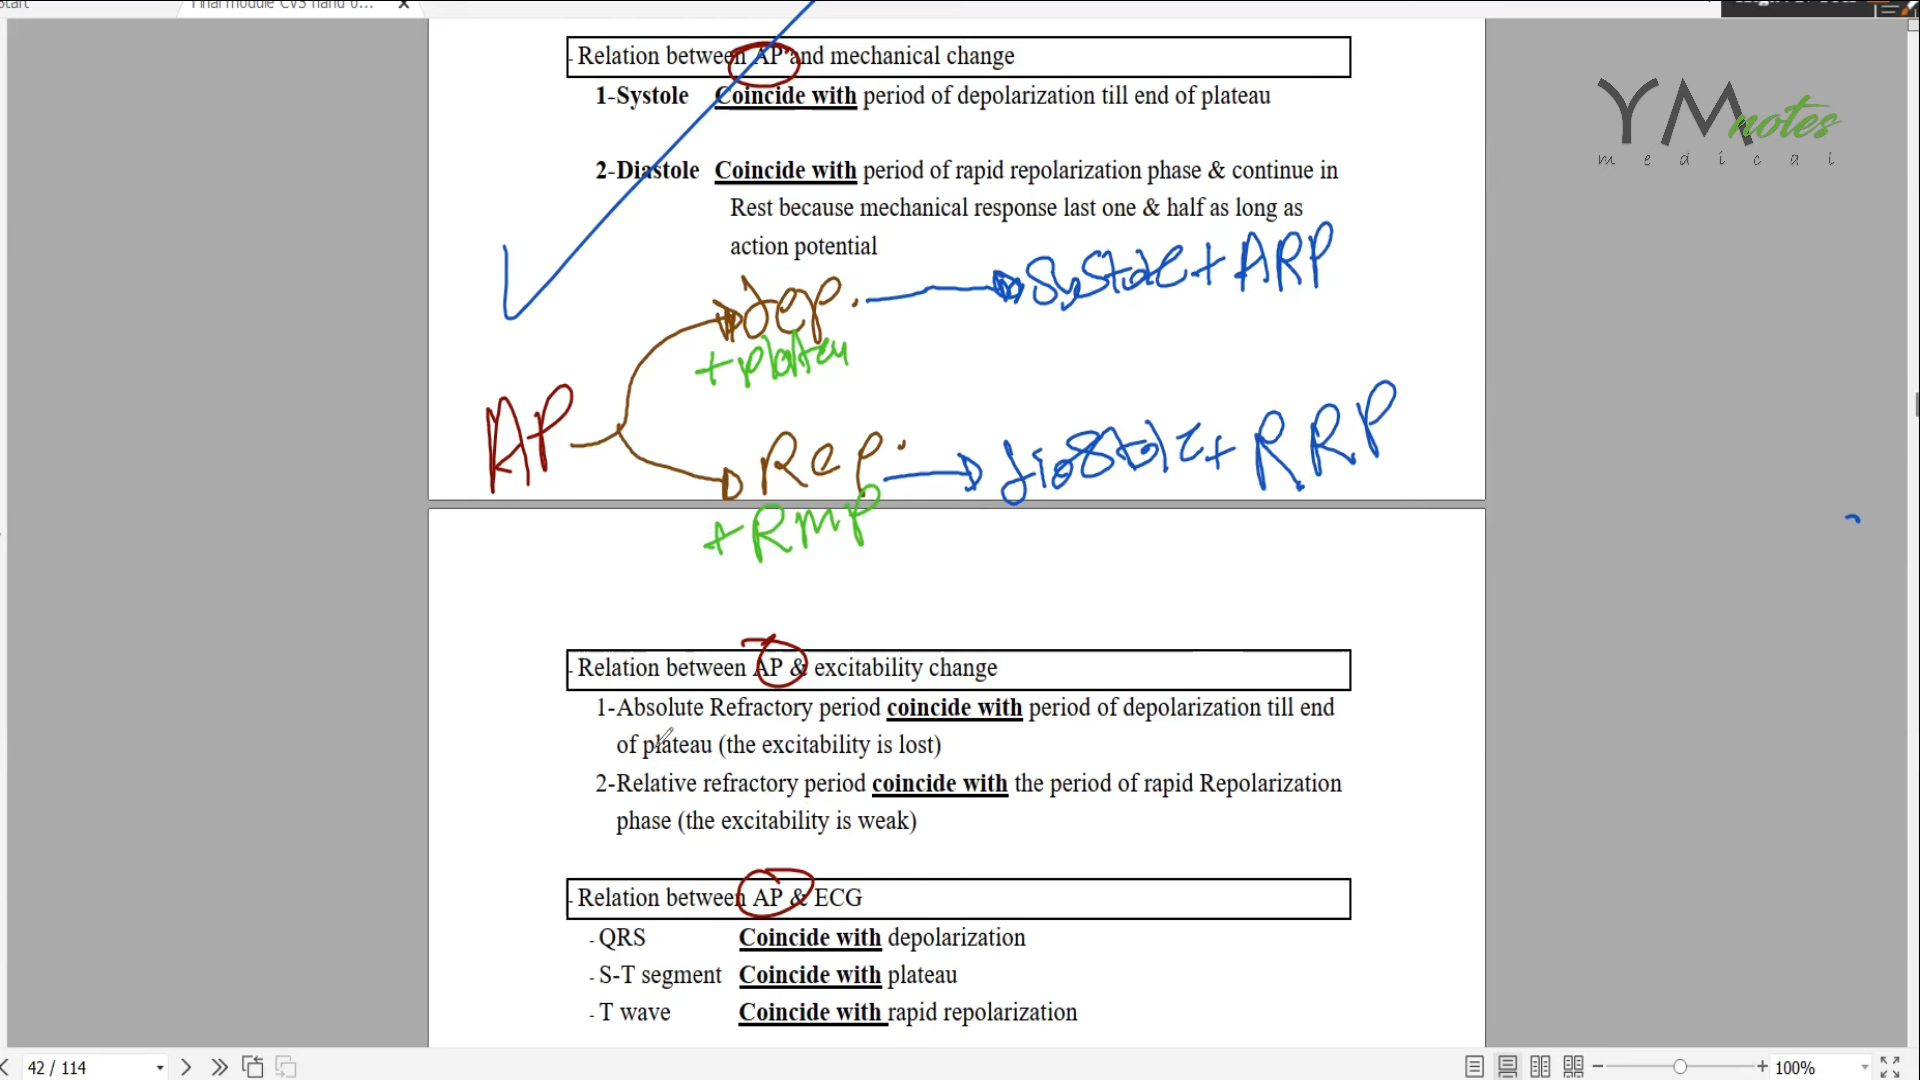 Final module CVS hand o...
- Relation between AP and mechanical change
1-Systole Coincide with period of depolarization till end of plateau
2-Diastole Coincide with period of rapid repolarization phase & continue in
Rest because mechanical response last one & half as long as
action potential
dep. → Systole + ARP
+ plateau
AP
Rep. → diastole + RRP
+ RMP
- Relation between AP & excitability change
1-Absolute Refractory period coincide with period of depolarization till end
of plateau (the excitability is lost)
2-Relative refractory period coincide with the period of rapid Repolarization
phase (the excitability is weak)
- Relation between AP & ECG
- QRS Coincide with depolarization
- S-T segment Coincide with plateau
- T wave Coincide with rapid repolarization
YM notes
medical
42 / 114
100%